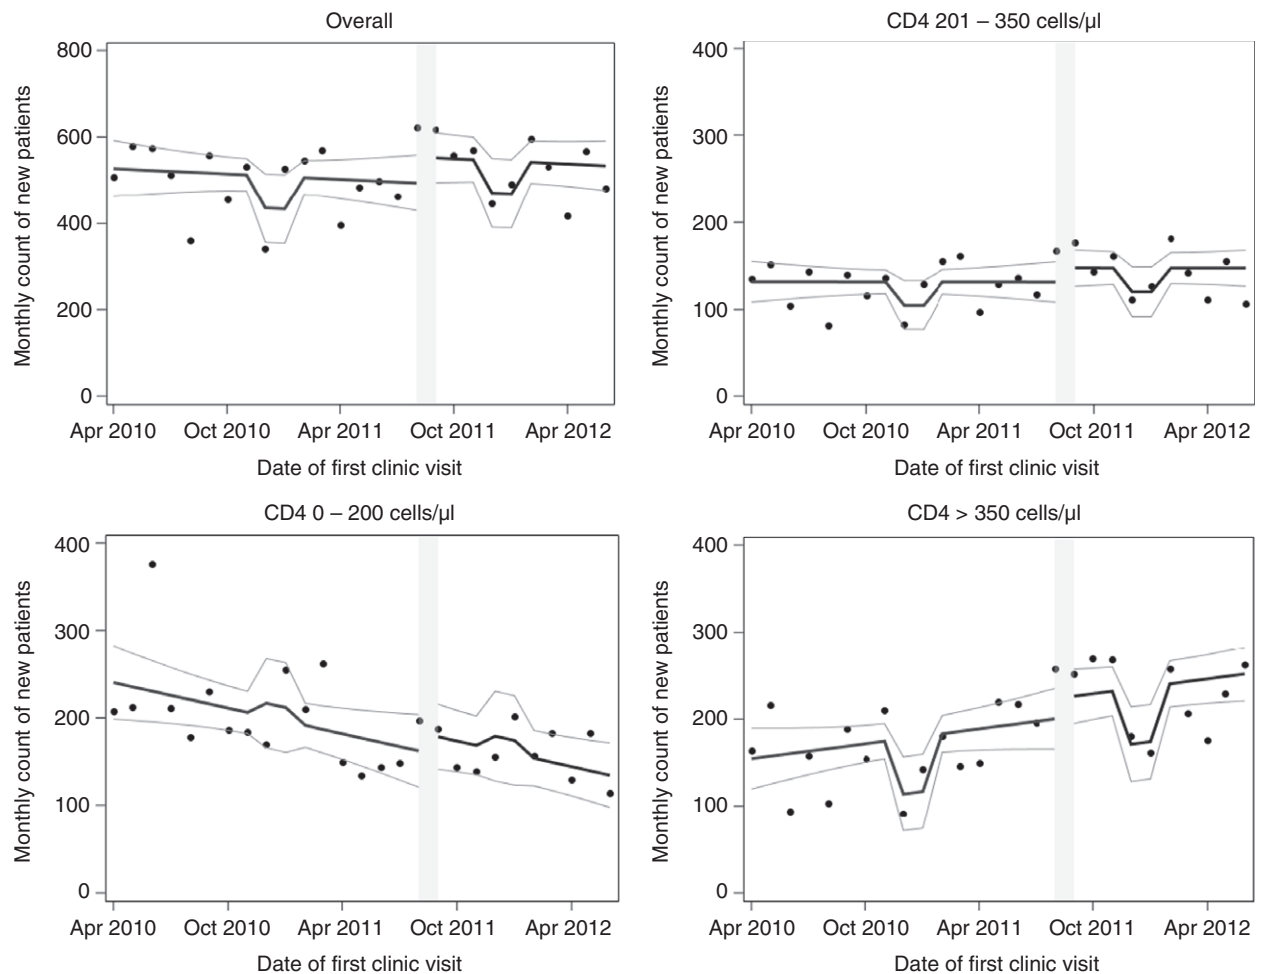 Overall
Monthly count of new patients
800
600
400
200
0
Apr 2010 Oct 2010 Apr 2011 Oct 2011 Apr 2012
Date of first clinic visit
CD4 201 – 350 cells/µl
Monthly count of new patients
400
300
200
100
0
Apr 2010 Oct 2010 Apr 2011 Oct 2011 Apr 2012
Date of first clinic visit
CD4 0 – 200 cells/µl
Monthly count of new patients
400
300
200
100
0
Apr 2010 Oct 2010 Apr 2011 Oct 2011 Apr 2012
Date of first clinic visit
CD4 > 350 cells/µl
Monthly count of new patients
400
300
200
100
0
Apr 2010 Oct 2010 Apr 2011 Oct 2011 Apr 2012
Date of first clinic visit